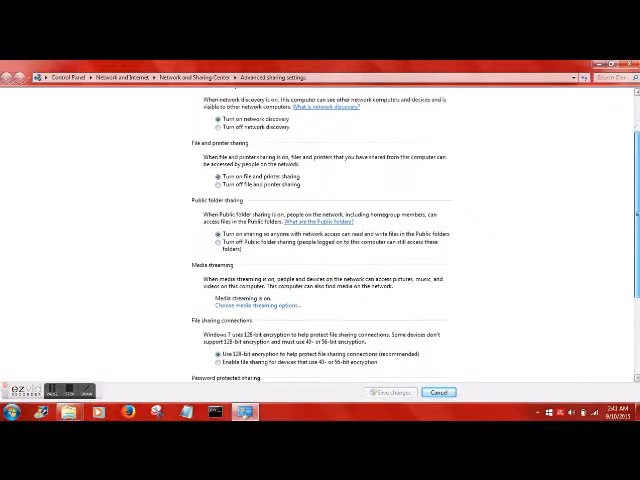 Control Panel ▸ Network and Internet ▸ Network and Sharing Center ▸ Advanced sharing settings
Search Con...
When network discovery is on, this computer can see other network computers and devices and is
visible to other network computers. What is network discovery?
Turn on network discovery
Turn off network discovery
File and printer sharing
When file and printer sharing is on, files and printers that you have shared from this computer can
be accessed by people on the network.
Turn on file and printer sharing
Turn off file and printer sharing
Public folder sharing
When Public folder sharing is on, people on the network, including homegroup members, can
access files in the Public folders. What are the Public folders?
Turn on sharing so anyone with network access can read and write files in the Public folders
Turn off Public folder sharing (people logged on to this computer can still access these
folders)
Media streaming
When media streaming is on, people and devices on the network can access pictures, music, and
videos on this computer. This computer can also find media on the network.
Media streaming is on.
Choose media streaming options...
File sharing connections
Windows 7 uses 128-bit encryption to help protect file sharing connections. Some devices don't
support 128-bit encryption and must use 40- or 56-bit encryption.
Use 128-bit encryption to help protect file sharing connections (recommended)
Enable file sharing for devices that use 40- or 56-bit encryption
Password protected sharing
Save changes
Cancel
ezvid
RECORDER
PAUSE
STOP
DRAW
2:41 AM
9/10/2015